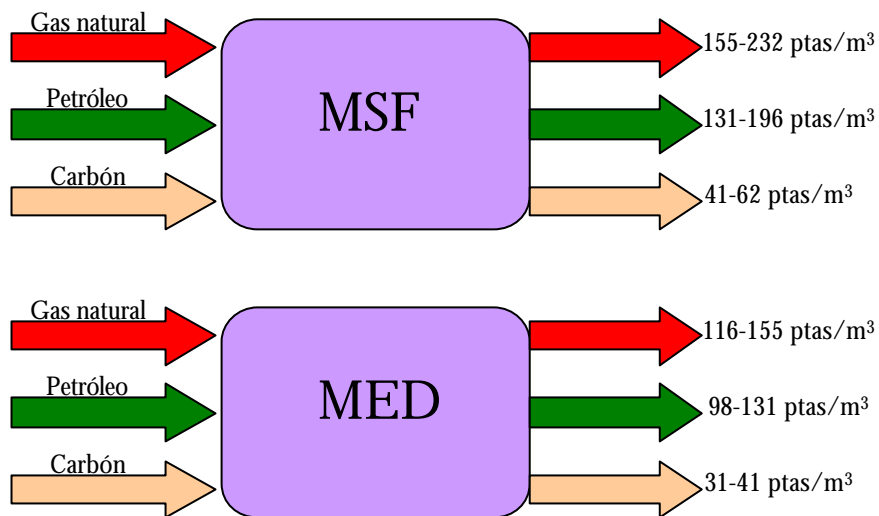 Gas natural
155-232 ptas/m³
Petróleo
MSF
131-196 ptas/m³
Carbón
41-62 ptas/m³
Gas natural
116-155 ptas/m³
Petróleo
MED
98-131 ptas/m³
Carbón
31-41 ptas/m³